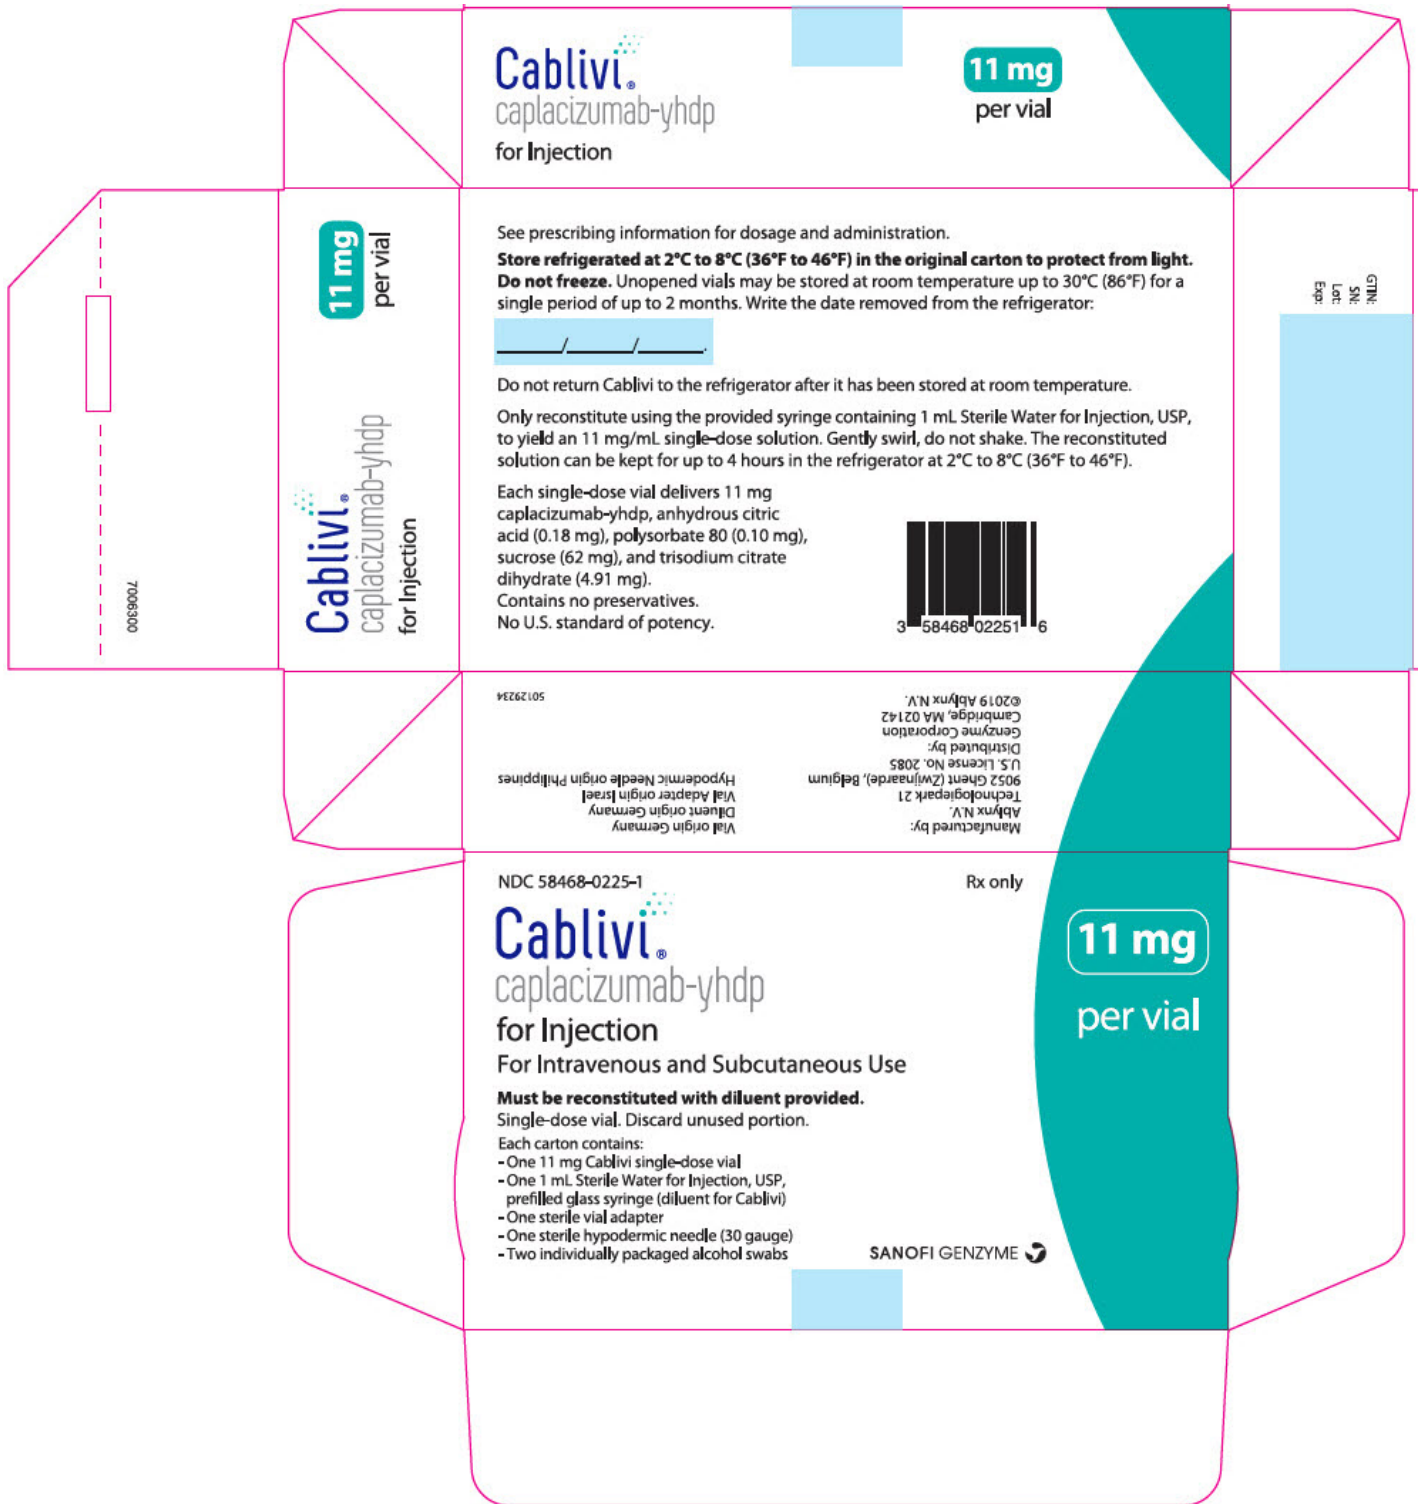 Cablivi®
caplacizumab-yhdp
for Injection
11 mg
per vial
11 mg
per vial
Cablivi®
caplacizumab-yhdp
for Injection
7006300
See prescribing information for dosage and administration.
Store refrigerated at 2°C to 8°C (36°F to 46°F) in the original carton to protect from light.
Do not freeze. Unopened vials may be stored at room temperature up to 30°C (86°F) for a
single period of up to 2 months. Write the date removed from the refrigerator:
______/______/______.
Do not return Cablivi to the refrigerator after it has been stored at room temperature.
Only reconstitute using the provided syringe containing 1 mL Sterile Water for Injection, USP,
to yield an 11 mg/mL single-dose solution. Gently swirl, do not shake. The reconstituted
solution can be kept for up to 4 hours in the refrigerator at 2°C to 8°C (36°F to 46°F).
Each single-dose vial delivers 11 mg
caplacizumab-yhdp, anhydrous citric
acid (0.18 mg), polysorbate 80 (0.10 mg),
sucrose (62 mg), and trisodium citrate
dihydrate (4.91 mg).
Contains no preservatives.
No U.S. standard of potency.
3 58468 02251 6
GTIN:
SN:
Lot:
Exp:
Manufactured by:
Ablynx N.V.
Technologiepark 21
9052 Ghent (Zwijnaarde), Belgium
U.S. License No. 2085
Distributed by:
Genzyme Corporation
Cambridge, MA 02142
©2019 Ablynx N.V.
Vial origin Germany
Diluent origin Germany
Vial Adapter origin Israel
Hypodermic Needle origin Philippines
50129234
NDC 58468-0225-1
Rx only
Cablivi®
caplacizumab-yhdp
for Injection
For Intravenous and Subcutaneous Use
11 mg
per vial
Must be reconstituted with diluent provided.
Single-dose vial. Discard unused portion.
Each carton contains:
- One 11 mg Cablivi single-dose vial
- One 1 mL Sterile Water for Injection, USP,
prefilled glass syringe (diluent for Cablivi)
- One sterile vial adapter
- One sterile hypodermic needle (30 gauge)
- Two individually packaged alcohol swabs
SANOFI GENZYME